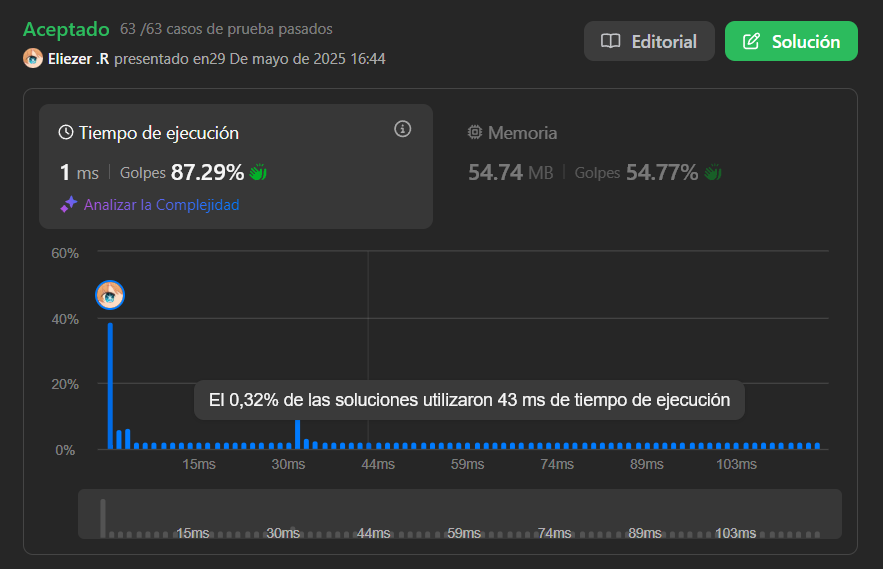 Aceptado 63 /63 casos de prueba pasados
Eliezer .R presentado en29 De mayo de 2025 16:44
Editorial
Solución
Tiempo de ejecución
1 ms | Golpes 87.29%
Analizar la Complejidad
Memoria
54.74 MB | Golpes 54.77%
60%
40%
20%
0%
El 0,32% de las soluciones utilizaron 43 ms de tiempo de ejecución
15ms 30ms 44ms 59ms 74ms 89ms 103ms
15ms 30ms 44ms 59ms 74ms 89ms 103ms